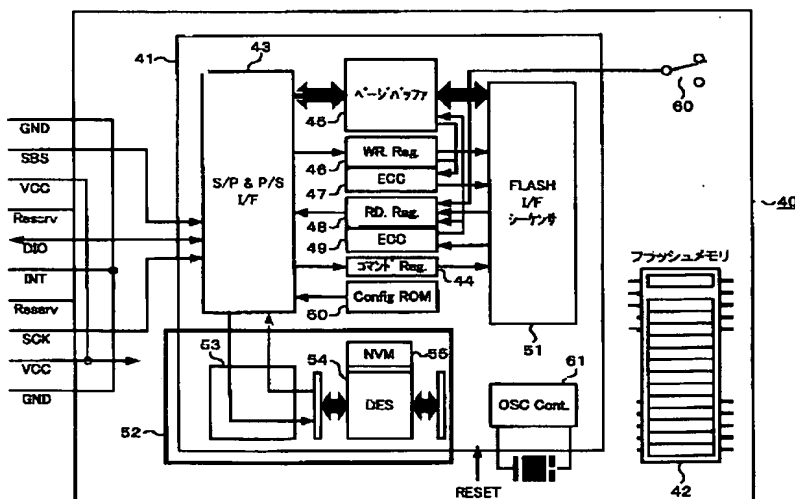 41
43
ページバッファ
45
60
GND
SBS
VCC
Reserv
DIO
INT
Reserv
SCK
VCC
GND
S/P & P/S
I/F
WR. Reg.
46
ECC
47
RD. Reg.
48
ECC
49
コマンド Reg.
44
Config ROM
50
FLASH
I/F
シーケンサ
51
40
フラッシュメモリ
42
53
54
NVM
55
DES
52
61
OSC Cont.
RESET